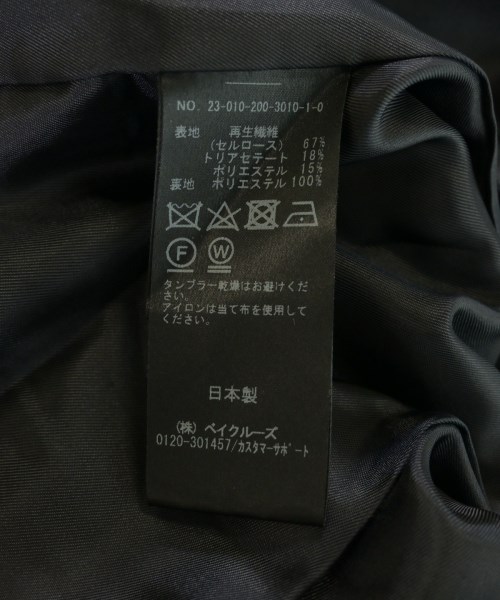 NO. 23-010-200-3010-1-0
表地 再生繊維
(セルロース) 67%
トリアセテート 18%
ポリエステル 15%
裏地 ポリエステル 100%
F W
タンブラー乾燥はお避けくだ
さい。
アイロンは当て布を使用して
ください。
日本製
(株) ベイクルーズ
0120-301457/カスタマーサポート